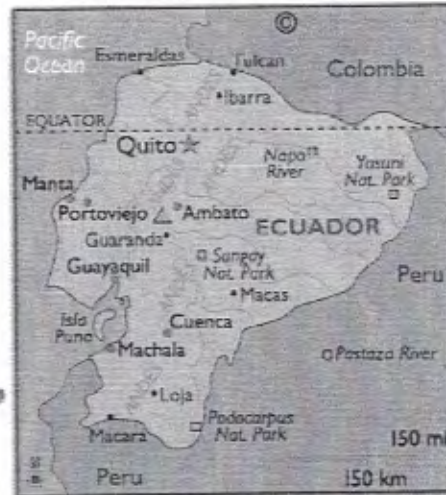 ©
Pacific
Ocean
Esmeraldas
Tulcan
Colombia
Ibarra
EQUATOR
Quito
Napo
River
Yasuni
Nat. Park
Manta
Portoviejo
Ambato
ECUADOR
Guaranda
Sangay
Nat. Park
Guayaquil
Peru
Macas
Isla
Puna
Cuenca
Machala
Pastaza River
Loja
Macara
Podocarpus
Nat. Park
150 mi
150 km
Peru